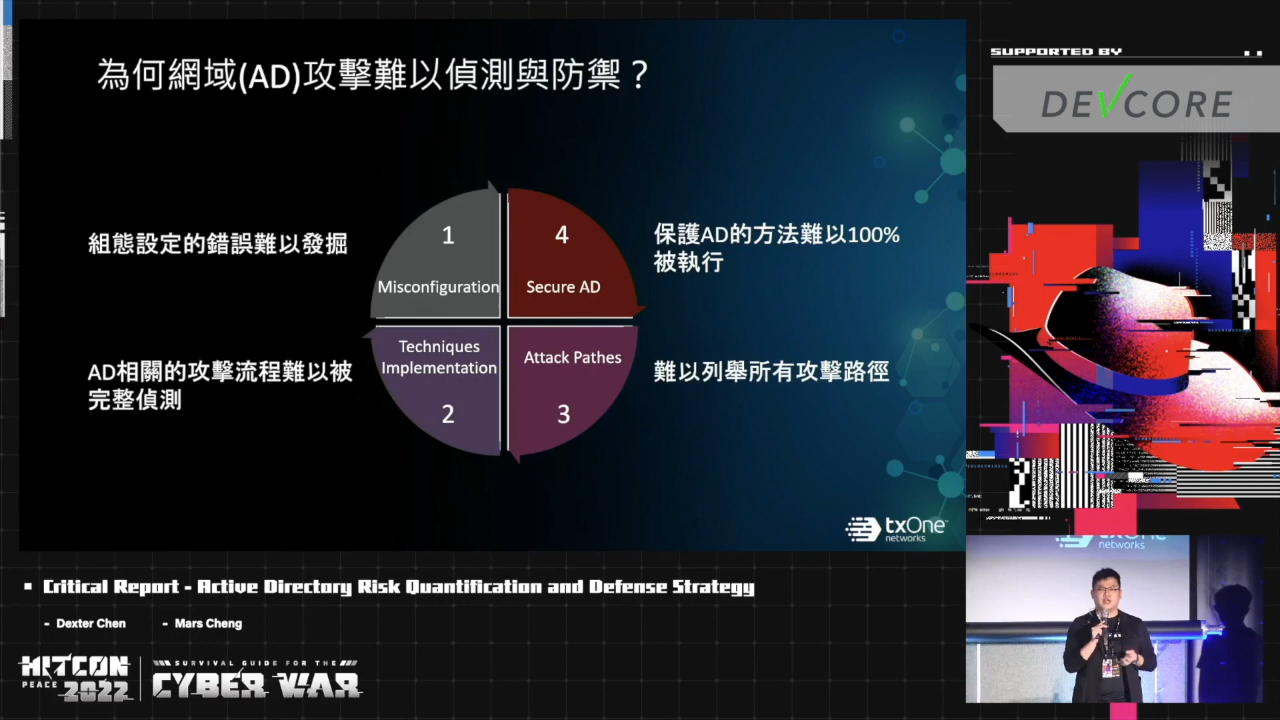 為何網域(AD)攻擊難以偵測與防禦？
組態設定的錯誤難以發掘
1
Misconfiguration
4
Secure AD
保護AD的方法難以100%
被執行
AD相關的攻擊流程難以被
完整偵測
Techniques
Implementation
2
Attack Pathes
3
難以列舉所有攻擊路徑
txOne
networks
SUPPORTED BY
DEVCORE
txOne
networks
Critical Report - Active Directory Risk Quantification and Defense Strategy
- Dexter Chen - Mars Cheng
HITCON
PEACE 2022
SURVIVAL GUIDE FOR THE
CYBER WAR